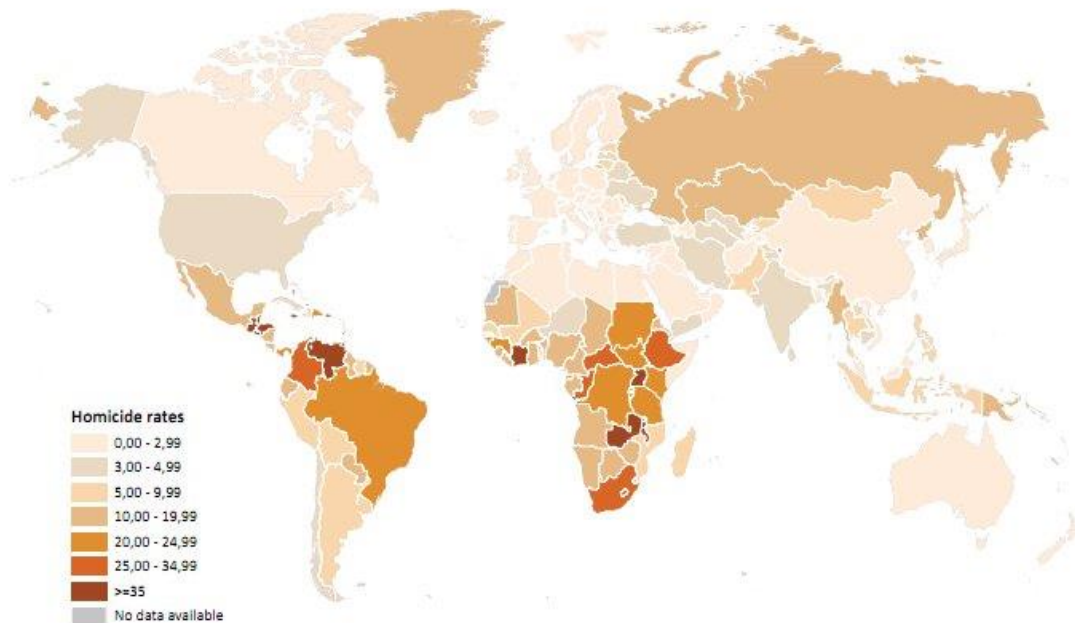 Homicide rates
0,00 - 2,99
3,00 - 4,99
5,00 - 9,99
10,00 - 19,99
20,00 - 24,99
25,00 - 34,99
>=35
No data available